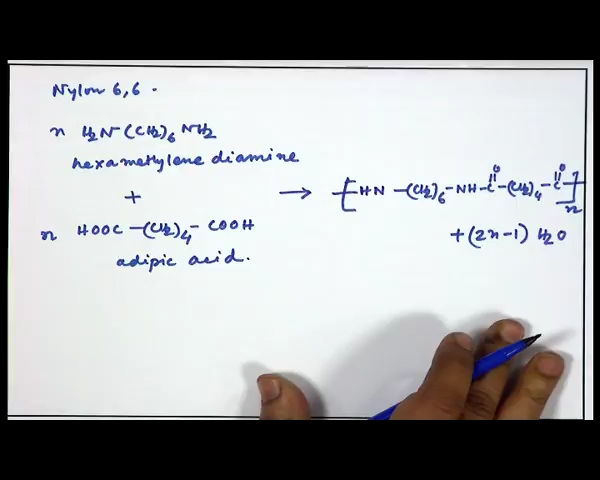 Nylon 6,6.
n H₂N-(CH₂)₆ NH₂
hexamethylene diamine
+
n HOOC-(CH₂)₄-COOH
adipic acid.
→ [HN-(CH₂)₆-NH-C(=O)-(CH₂)₄-C(=O)]n
+(2n-1) H₂O